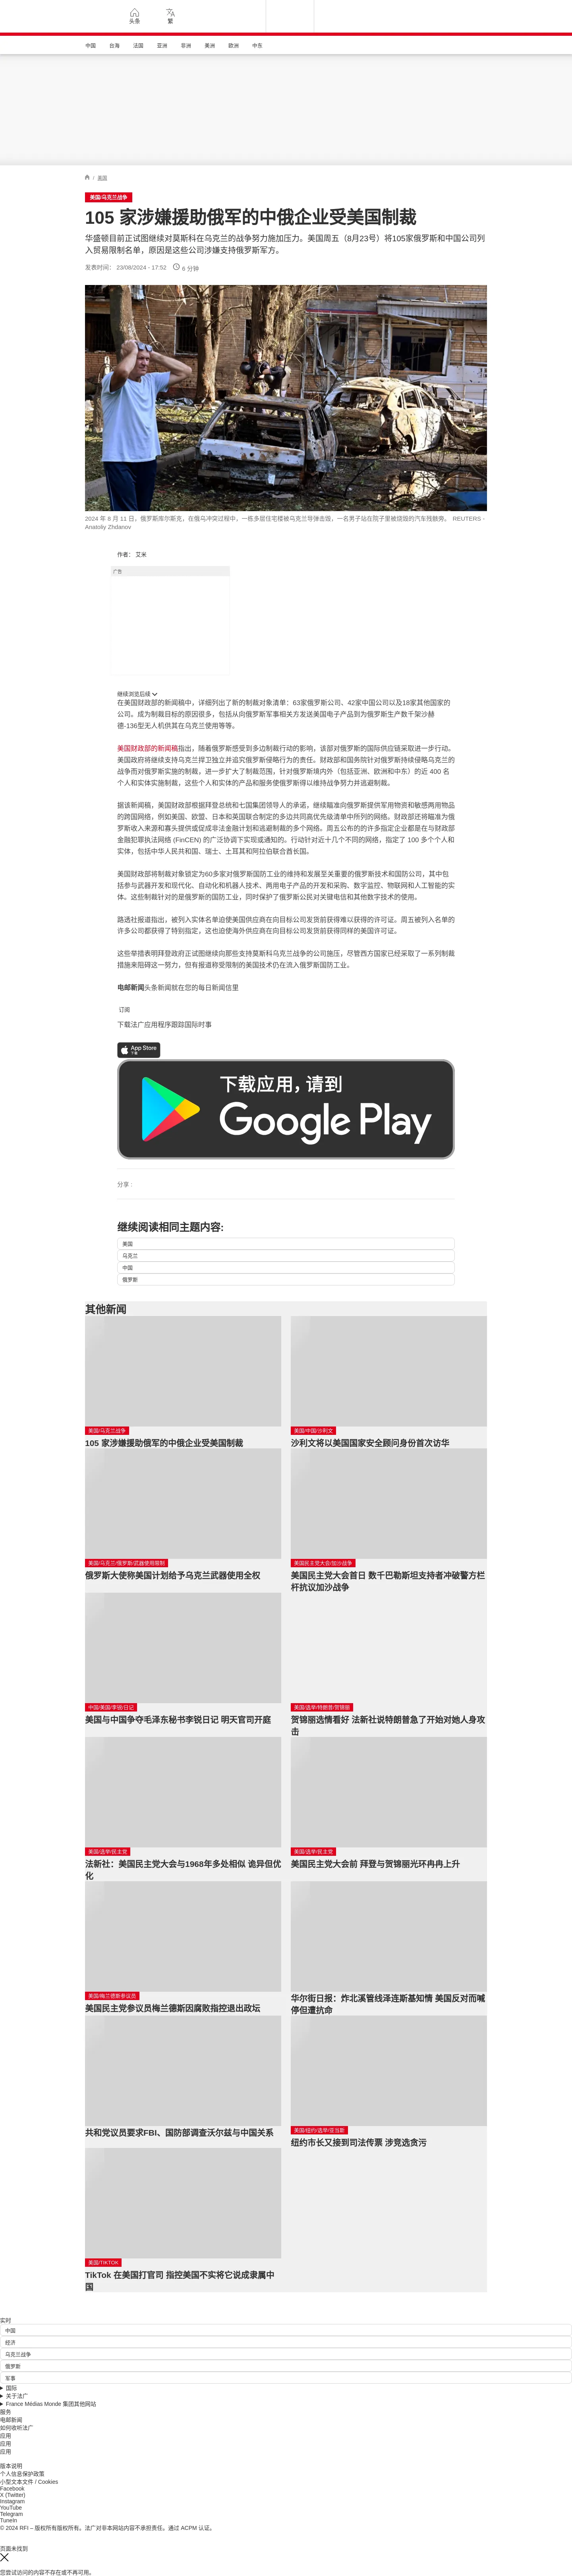 头条
繁
中国
台海
法国
亚洲
非洲
美洲
欧洲
中东
/ 美国
美国/乌克兰战争
105 家涉嫌援助俄军的中俄企业受美国制裁
华盛顿目前正试图继续对莫斯科在乌克兰的战争努力施加压力。美国周五（8月23号）将105家俄罗斯和中国公司列
入贸易限制名单，原因是这些公司涉嫌支持俄罗斯军方。
发表时间： 23/08/2024 - 17:52 6 分钟
2024 年 8 月 11 日，俄罗斯库尔斯克，在俄乌冲突过程中，一栋多层住宅楼被乌克兰导弹击毁，一名男子站在院子里被烧毁的汽车残骸旁。 REUTERS -
Anatoliy Zhdanov
作者： 艾米
广告
继续浏览后续
在美国财政部的新闻稿中，详细列出了新的制裁对象清单：63家俄罗斯公司、42家中国公司以及18家其他国家的
公司。成为制裁目标的原因很多，包括从向俄罗斯军事相关方发送美国电子产品到为俄罗斯生产数千架沙赫
德-136型无人机供其在乌克兰使用等等。
美国财政部的新闻稿指出，随着俄罗斯感受到多边制裁行动的影响，该部对俄罗斯的国际供应链采取进一步行动。
美国政府将继续支持乌克兰捍卫独立并追究俄罗斯侵略行为的责任。财政部和国务院针对俄罗斯持续侵略乌克兰的
战争而对俄罗斯实施的制裁，进一步扩大了制裁范围，针对俄罗斯境内外（包括亚洲、欧洲和中东）的近 400 名
个人和实体实施制裁，这些个人和实体的产品和服务使俄罗斯得以维持战争努力并逃避制裁。
据该新闻稿，美国财政部根据拜登总统和七国集团领导人的承诺，继续瞄准向俄罗斯提供军用物资和敏感两用物品
的跨国网络，例如美国、欧盟、日本和英国联合制定的多边共同高优先级清单中所列的网络。财政部还将瞄准为俄
罗斯收入来源和寡头提供或促成非法金融计划和逃避制裁的多个网络。周五公布的的许多指定企业都是在与财政部
金融犯罪执法网络 (FinCEN) 的广泛协调下实现或通知的。行动针对近十几个不同的网络，指定了 100 多个个人和
实体，包括中华人民共和国、瑞士、土耳其和阿拉伯联合酋长国。
美国财政部将制裁对象锁定为60多家对俄罗斯国防工业的维持和发展至关重要的俄罗斯技术和国防公司，其中包
括参与武器开发和现代化、自动化和机器人技术、两用电子产品的开发和采购、数字监控、物联网和人工智能的实
体。这些制裁针对的是俄罗斯的国防工业，同时保护了俄罗斯公民对关键电信和其他数字技术的使用。
路透社报道指出，被列入实体名单迫使美国供应商在向目标公司发货前获得难以获得的许可证。周五被列入名单的
许多公司都获得了特别指定，这也迫使海外供应商在向目标公司发货前获得同样的美国许可证。
这些举措表明拜登政府正试图继续向那些支持莫斯科乌克兰战争的公司施压，尽管西方国家已经采取了一系列制裁
措施来阻碍这一努力，但有报道称受限制的美国技术仍在流入俄罗斯国防工业。
电邮新闻头条新闻就在您的每日新闻信里
订阅
下载法广应用程序跟踪国际时事
App Store
下载
下载应用，请到
Google Play
分享 :
继续阅读相同主题内容:
美国
乌克兰
中国
俄罗斯
其他新闻
美国/乌克兰战争
105 家涉嫌援助俄军的中俄企业受美国制裁
美国/中国/沙利文
沙利文将以美国国家安全顾问身份首次访华
美国/乌克兰/俄罗斯/武器使用限制
俄罗斯大使称美国计划给予乌克兰武器使用全权
美国民主党大会/加沙战争
美国民主党大会首日 数千巴勒斯坦支持者冲破警方栏
杆抗议加沙战争
中国/美国/李锐/日记
美国与中国争夺毛泽东秘书李锐日记 明天官司开庭
美国/选举/特朗普/贺锦丽
贺锦丽选情看好 法新社说特朗普急了开始对她人身攻
击
美国/选举/民主党
法新社：美国民主党大会与1968年多处相似 诡异但优
化
美国/选举/民主党
美国民主党大会前 拜登与贺锦丽光环冉冉上升
美国/梅兰德斯参议员
美国民主党参议员梅兰德斯因腐败指控退出政坛
华尔街日报：炸北溪管线泽连斯基知情 美国反对而喊
停但遭抗命
共和党议员要求FBI、国防部调查沃尔兹与中国关系
美国/纽约/选举/亚当斯
纽约市长又接到司法传票 涉竞选贪污
美国/TIKTOK
TikTok 在美国打官司 指控美国不实将它说成隶属中
国
实时
中国
经济
乌克兰战争
俄罗斯
军事
国际
关于法广
France Médias Monde 集团其他网站
服务
电邮新闻
如何收听法广
应用
应用
应用
版本说明
个人信息保护政策
小型文本文件 / Cookies
Facebook
X (Twitter)
Instagram
YouTube
Telegram
TuneIn
© 2024 RFI – 版权所有版权所有。法广对非本网站内容不承担责任。通过 ACPM 认证。
页面未找到
您尝试访问的内容不存在或不再可用。